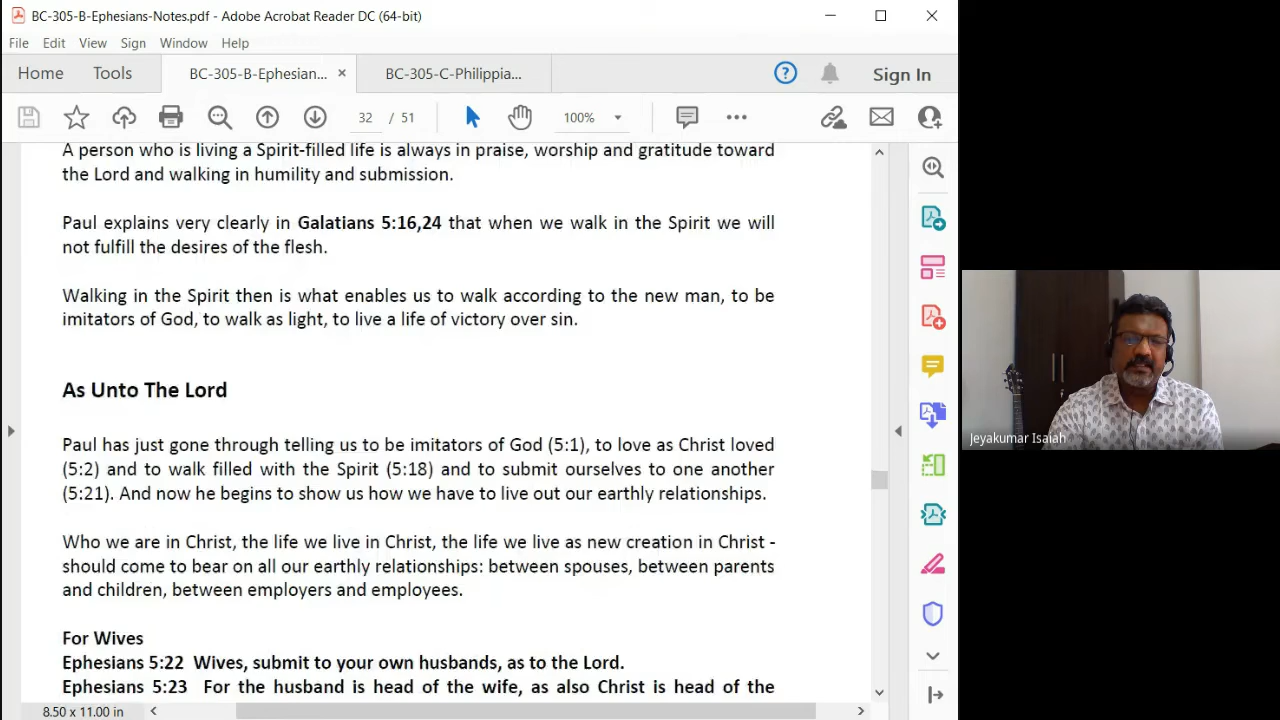 BC-305-B-Ephesians-Notes.pdf - Adobe Acrobat Reader DC (64-bit)
File Edit View Sign Window Help
Home Tools BC-305-B-Ephesian... × BC-305-C-Philippia... ? Sign In
32 / 51 100%
A person who is living a Spirit-filled life is always in praise, worship and gratitude toward
the Lord and walking in humility and submission.
Paul explains very clearly in Galatians 5:16,24 that when we walk in the Spirit we will
not fulfill the desires of the flesh.
Walking in the Spirit then is what enables us to walk according to the new man, to be
imitators of God, to walk as light, to live a life of victory over sin.
As Unto The Lord
Paul has just gone through telling us to be imitators of God (5:1), to love as Christ loved
(5:2) and to walk filled with the Spirit (5:18) and to submit ourselves to one another
(5:21). And now he begins to show us how we have to live out our earthly relationships.
Who we are in Christ, the life we live in Christ, the life we live as new creation in Christ -
should come to bear on all our earthly relationships: between spouses, between parents
and children, between employers and employees.
For Wives
Ephesians 5:22 Wives, submit to your own husbands, as to the Lord.
Ephesians 5:23 For the husband is head of the wife, as also Christ is head of the
8.50 x 11.00 in
Jeyakumar Isaiah